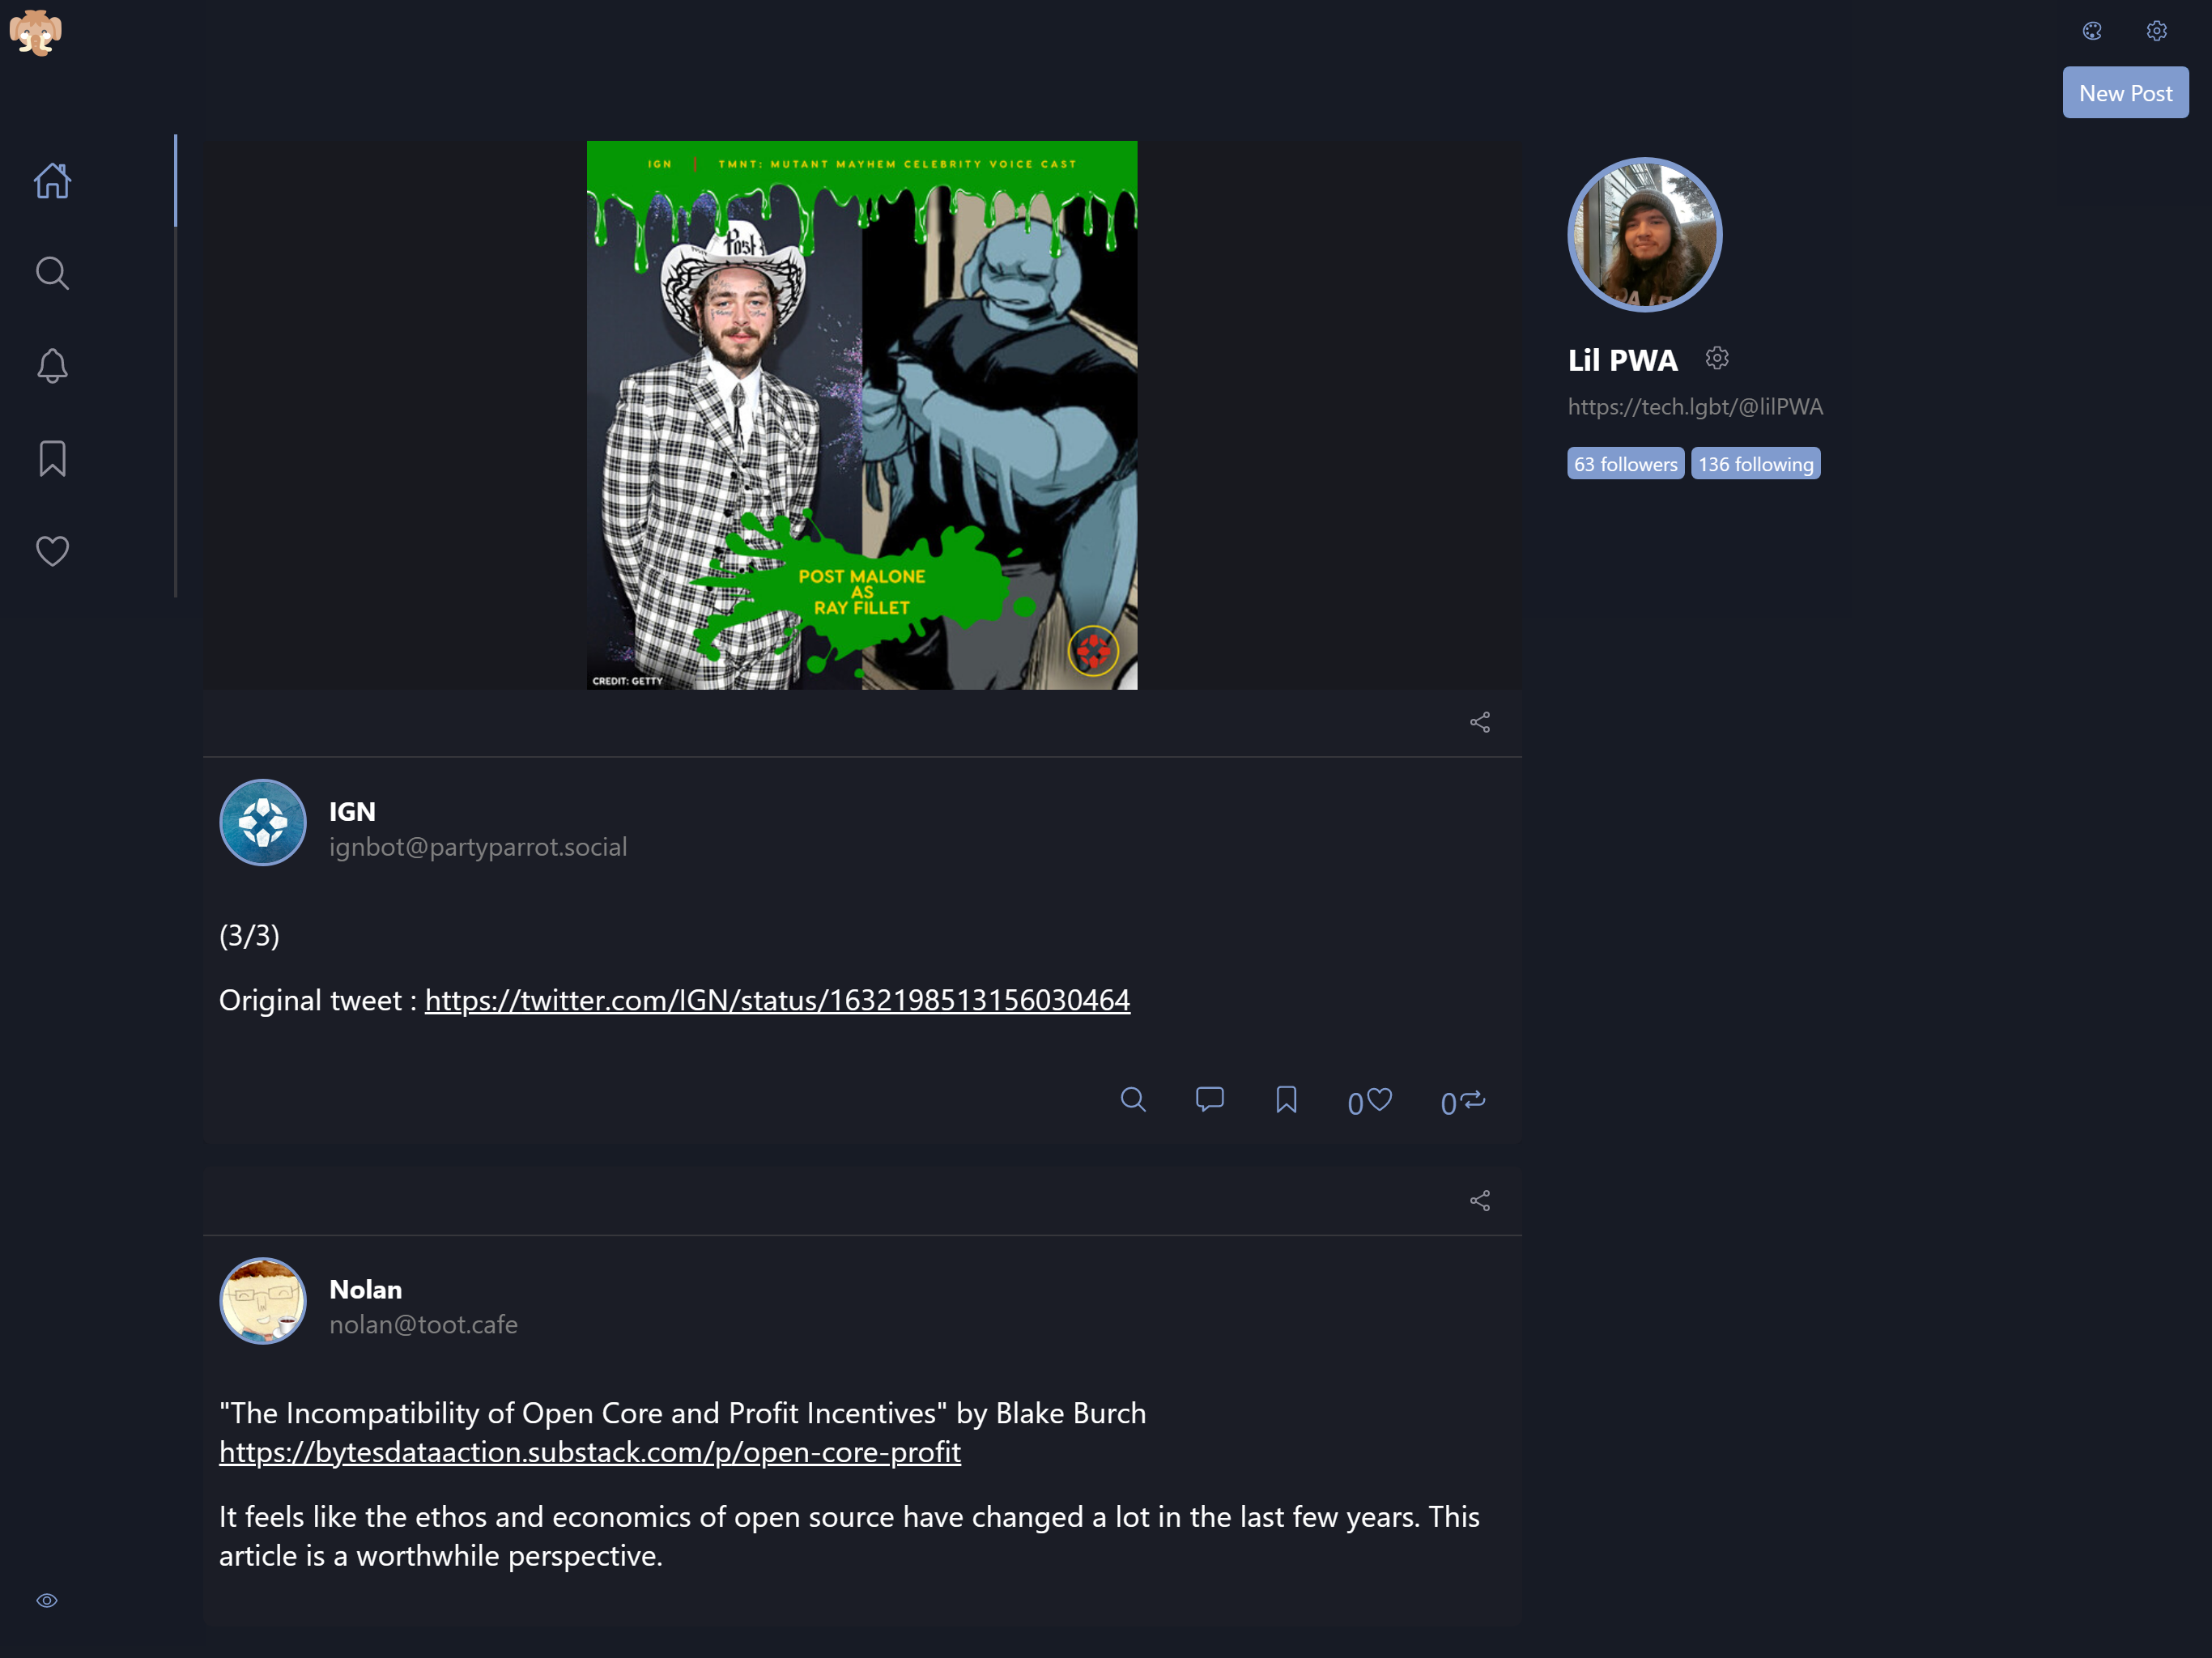 New Post
IGN | TMNT: MUTANT MAYHEM CELEBRITY VOICE CAST
Post
POST MALONE
AS
RAY FILLET
CREDIT: GETTY
Lil PWA
https://tech.lgbt/@lilPWA
63 followers 136 following
IGN
ignbot@partyparrot.social
(3/3)
Original tweet : https://twitter.com/IGN/status/1632198513156030464
0 0
Nolan
nolan@toot.cafe
"The Incompatibility of Open Core and Profit Incentives" by Blake Burch
https://bytesdataaction.substack.com/p/open-core-profit
It feels like the ethos and economics of open source have changed a lot in the last few years. This
article is a worthwhile perspective.